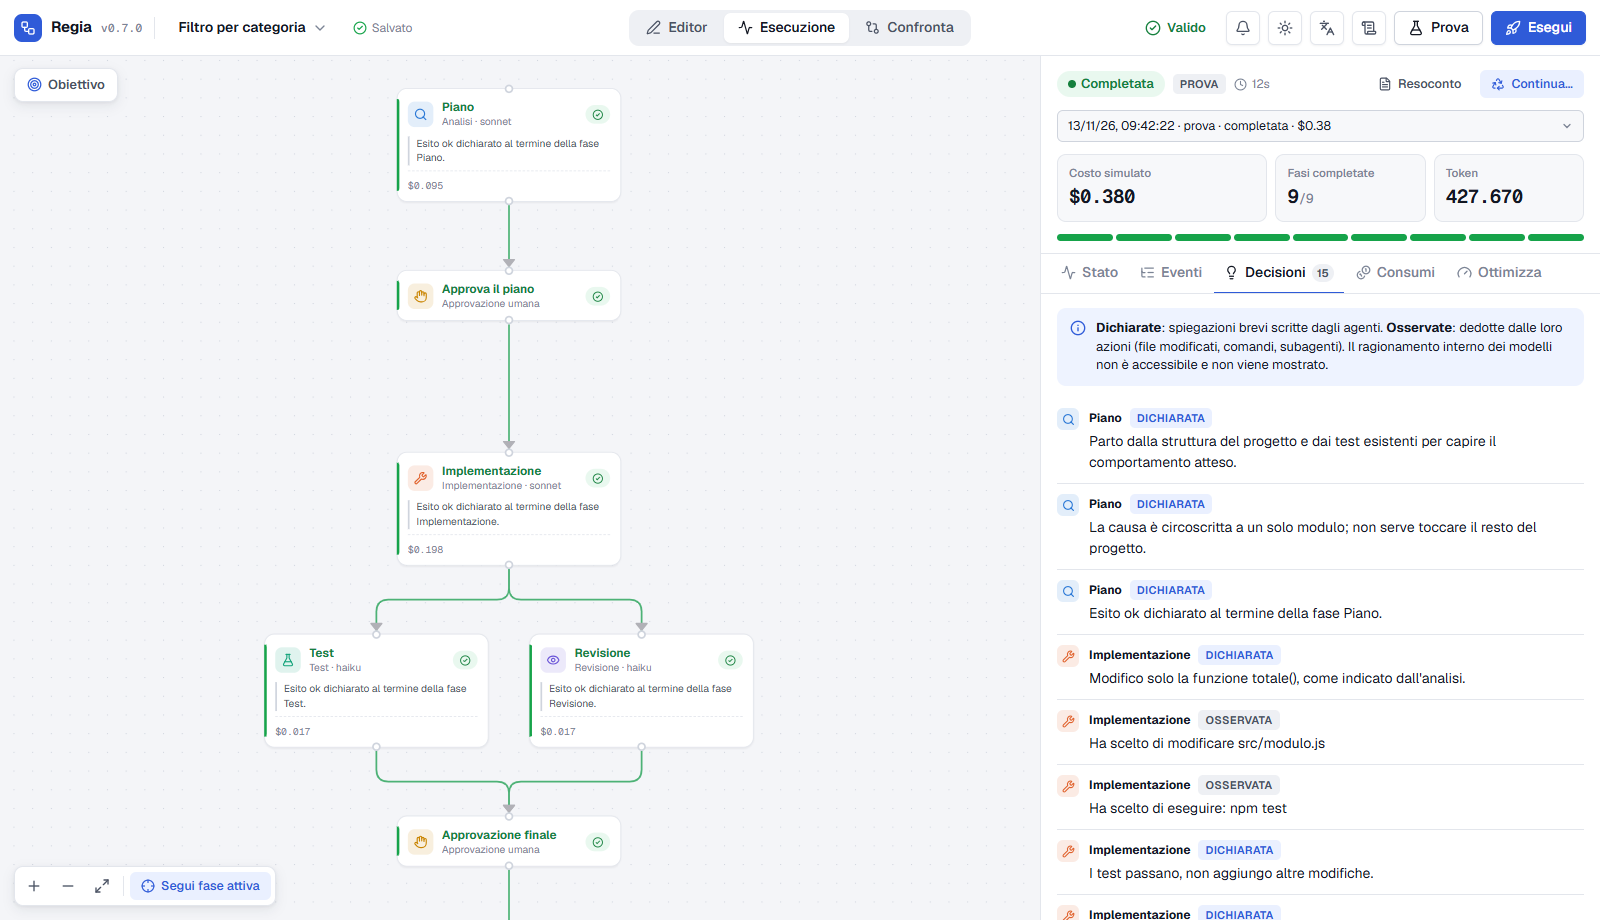 Regia v0.7.0 Filtro per categoria Salvato Editor Esecuzione Confronta Valido Prova Esegui
Obiettivo
Piano
Analisi · sonnet
Esito ok dichiarato al termine della fase
Piano.
$0.095
Approva il piano
Approvazione umana
Implementazione
Implementazione · sonnet
Esito ok dichiarato al termine della fase
Implementazione.
$0.198
Test
Test · haiku
Esito ok dichiarato al termine della fase
Test.
$0.017
Revisione
Revisione · haiku
Esito ok dichiarato al termine della fase
Revisione.
$0.017
Approvazione finale
Approvazione umana
Segui fase attiva
Completata PROVA 12s Resoconto Continua…
13/11/26, 09:42:22 · prova · completata · $0.38
Costo simulato
$0.380
Fasi completate
9/9
Token
427.670
Stato Eventi Decisioni 15 Consumi Ottimizza
Dichiarate: spiegazioni brevi scritte dagli agenti. Osservate: dedotte dalle loro
azioni (file modificati, comandi, subagenti). Il ragionamento interno dei modelli
non è accessibile e non viene mostrato.
Piano DICHIARATA
Parto dalla struttura del progetto e dai test esistenti per capire il
comportamento atteso.
Piano DICHIARATA
La causa è circoscritta a un solo modulo; non serve toccare il resto del
progetto.
Piano DICHIARATA
Esito ok dichiarato al termine della fase Piano.
Implementazione DICHIARATA
Modifico solo la funzione totale(), come indicato dall'analisi.
Implementazione OSSERVATA
Ha scelto di modificare src/modulo.js
Implementazione OSSERVATA
Ha scelto di eseguire: npm test
Implementazione DICHIARATA
I test passano, non aggiungo altre modifiche.
Implementazione DICHIARATA